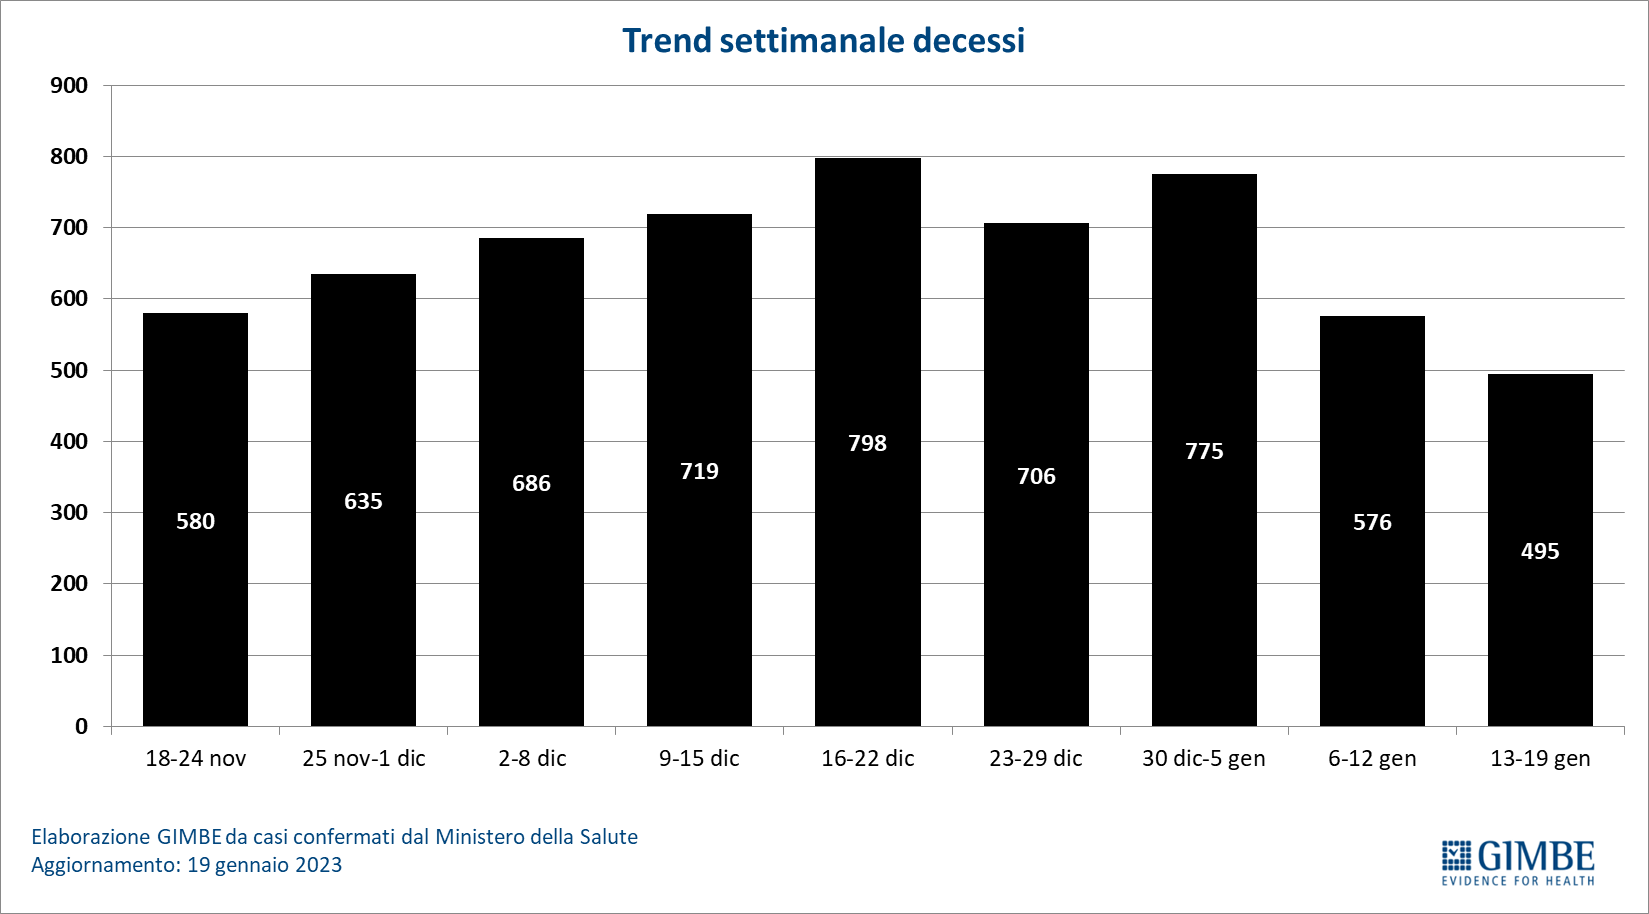 Trend settimanale decessi
900
800
700
600
500
400
300
200
100
0
580
635
686
719
798
706
775
576
495
18-24 nov
25 nov-1 dic
2-8 dic
9-15 dic
16-22 dic
23-29 dic
30 dic-5 gen
6-12 gen
13-19 gen
Elaborazione GIMBE da casi confermati dal Ministero della Salute
Aggiornamento: 19 gennaio 2023
GIMBE
EVIDENCE FOR HEALTH